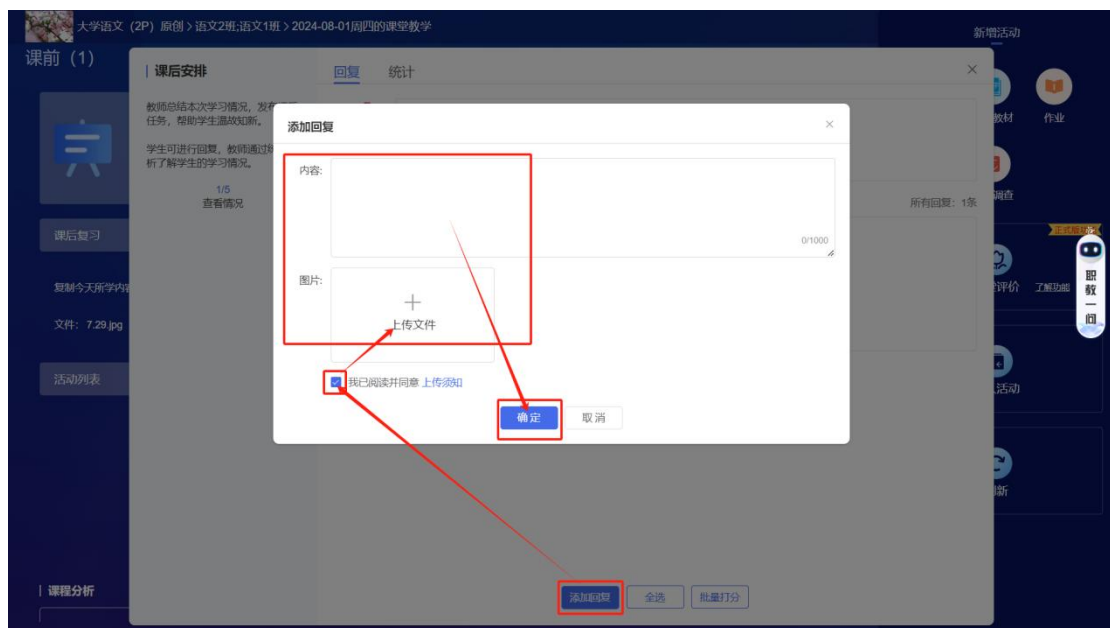 大学语文（2P）原创 > 语文2班;语文1班 > 2024-08-01周四的课堂教学
新增活动
课前（1）
课后安排
回复
统计
教师总结本次学习情况，发布
任务，帮助学生温故知新。
学生可进行回复，教师通过
析了解学生的学习情况。
1/5
查看情况
添加回复
内容:
0/1000
图片:
上传文件
我已阅读并同意 上传须知
确定
取消
教材
作业
调查
所有回复：1条
课后复习
复制今天所学内容
文件：7.29.jpg
活动列表
评价
了解功能
职
教
一
问
活动
课程分析
添加回复
全选
批量打分